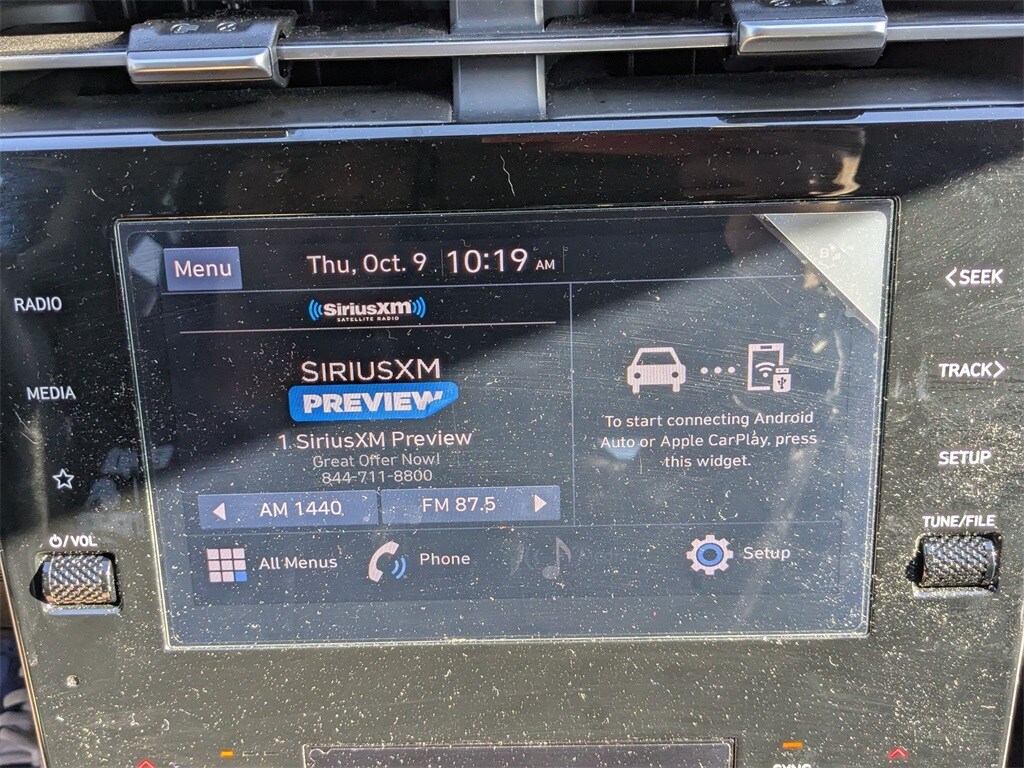 Menu
Thu, Oct. 9
10:19 AM
< SEEK
RADIO
((SiriusXM))
SATELLITE RADIO
SIRIUSXM
PREVIEW
TRACK >
MEDIA
1 SiriusXM Preview
Great Offer Now!
844-711-8800
To start connecting Android
Auto or Apple CarPlay, press
this widget.
SETUP
AM 1440
FM 87.5
TUNE/FILE
/VOL
All Menus
Phone
Setup
SYNC